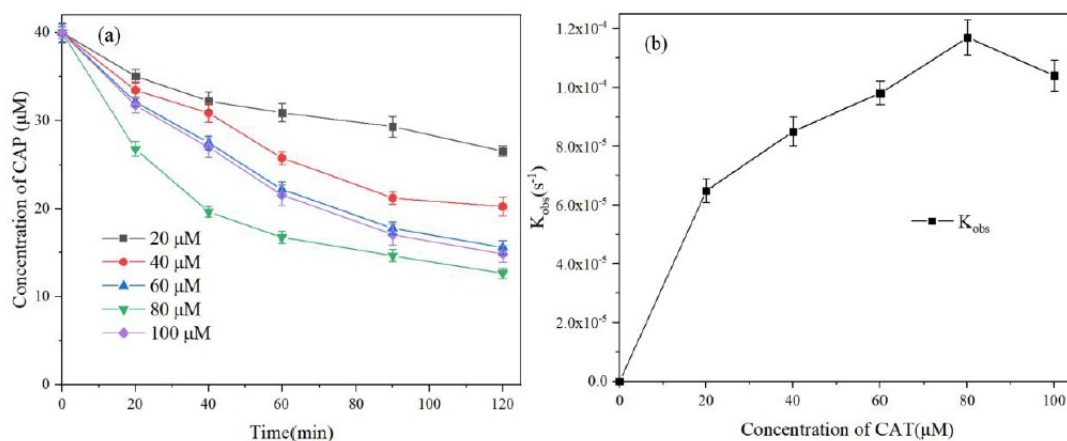 (a)
Concentration of CAP (μM)
40
30
20
10
0
20 μM
40 μM
60 μM
80 μM
100 μM
0 20 40 60 80 100 120
Time(min)
(b)
K_obs(s⁻¹)
1.2x10⁻⁴
1.0x10⁻⁴
8.0x10⁻⁵
6.0x10⁻⁵
4.0x10⁻⁵
2.0x10⁻⁵
0.0
K_obs
0 20 40 60 80 100
Concentration of CAT(μM)